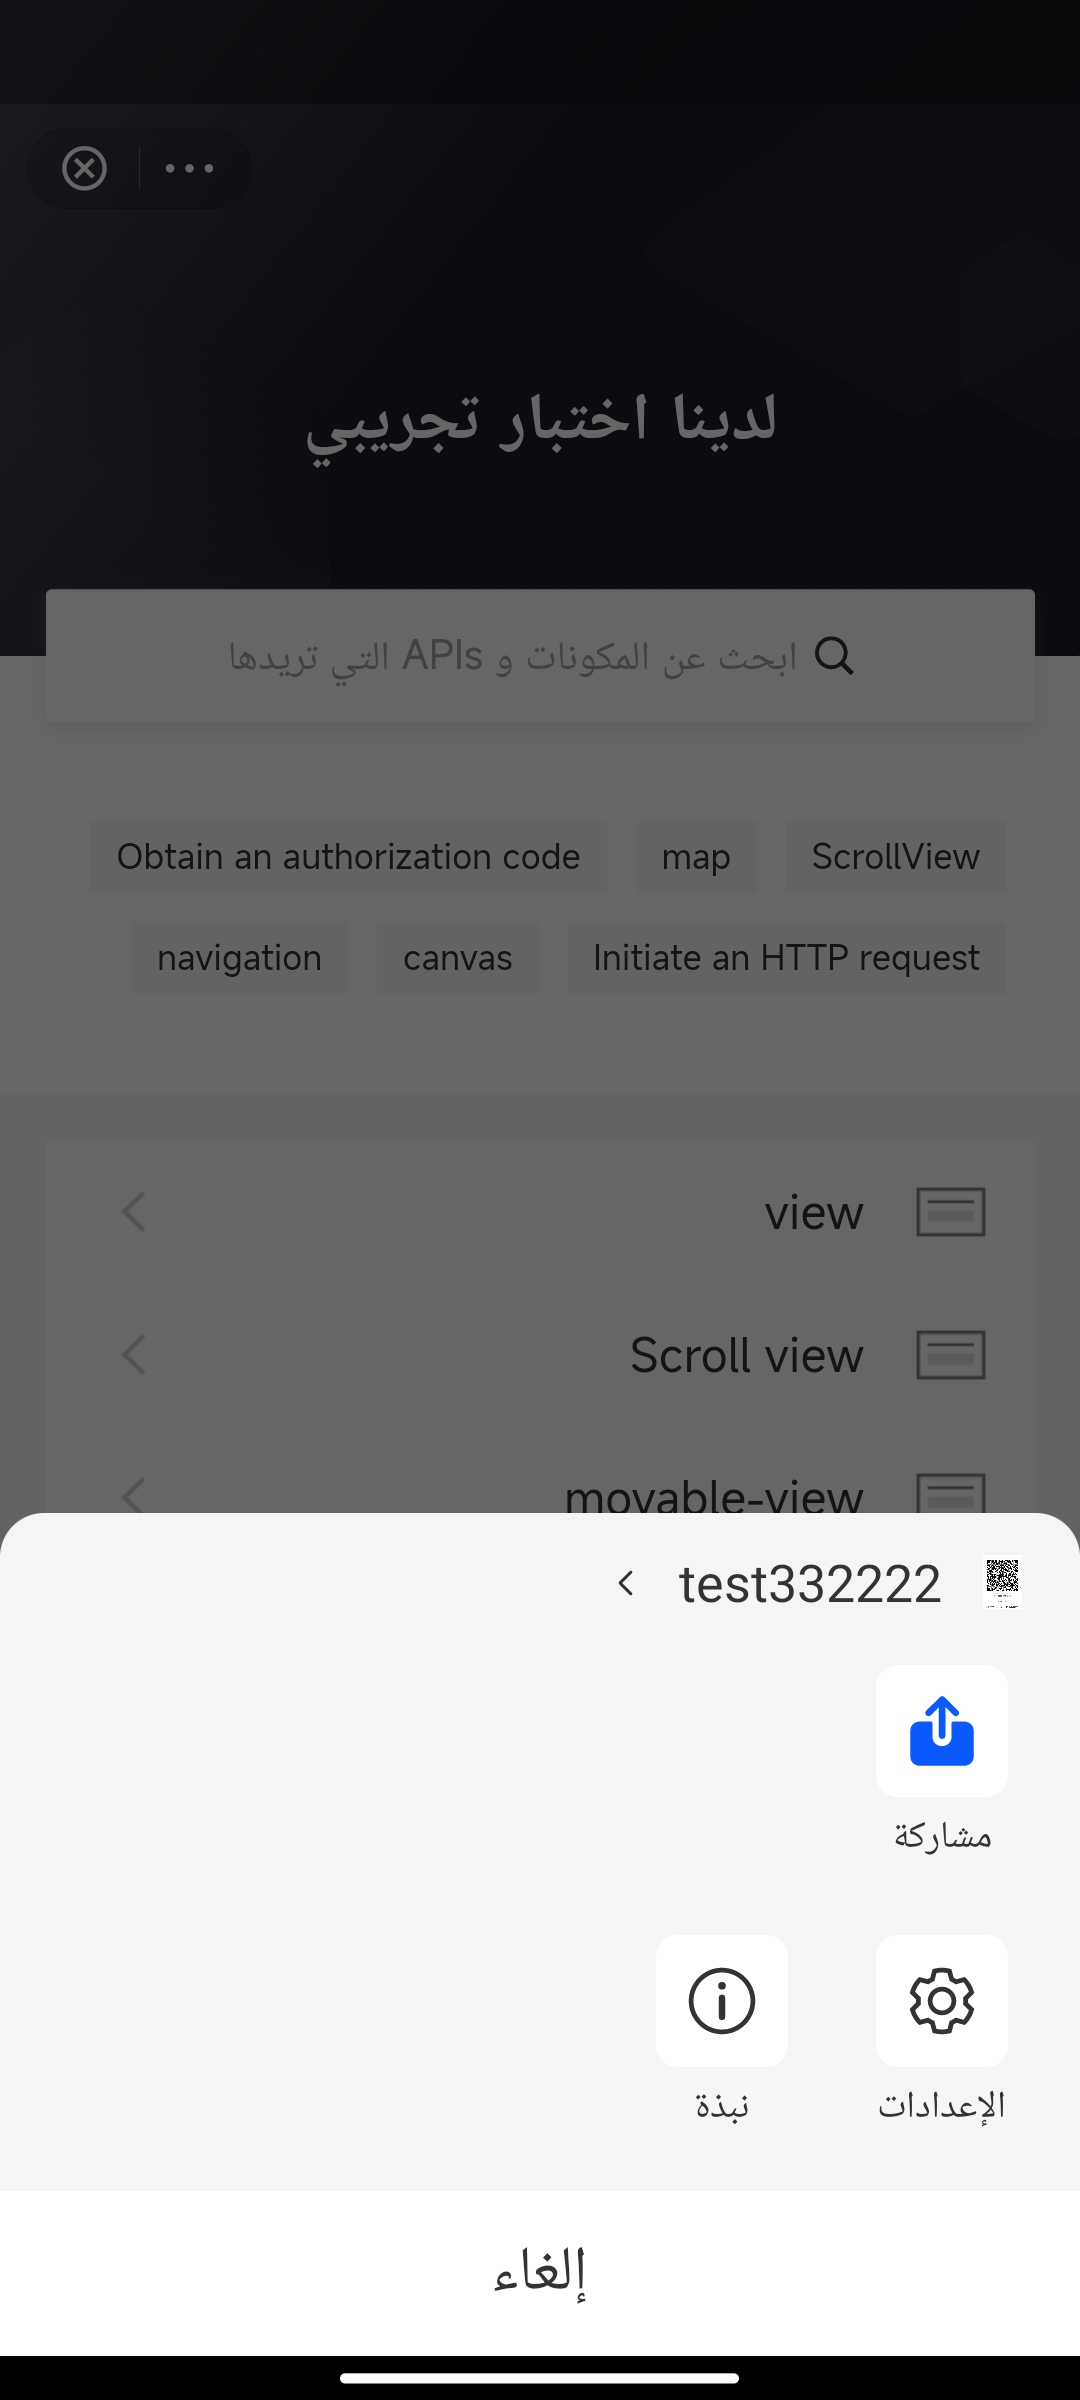 لدينا اختبار تجريبي
ابحث عن المكونات و APIs التي تريدها
ScrollView
map
Obtain an authorization code
Initiate an HTTP request
canvas
navigation
view
Scroll view
movable-view
test332222
مشاركة
الإعدادات
نبذة
إلغاء